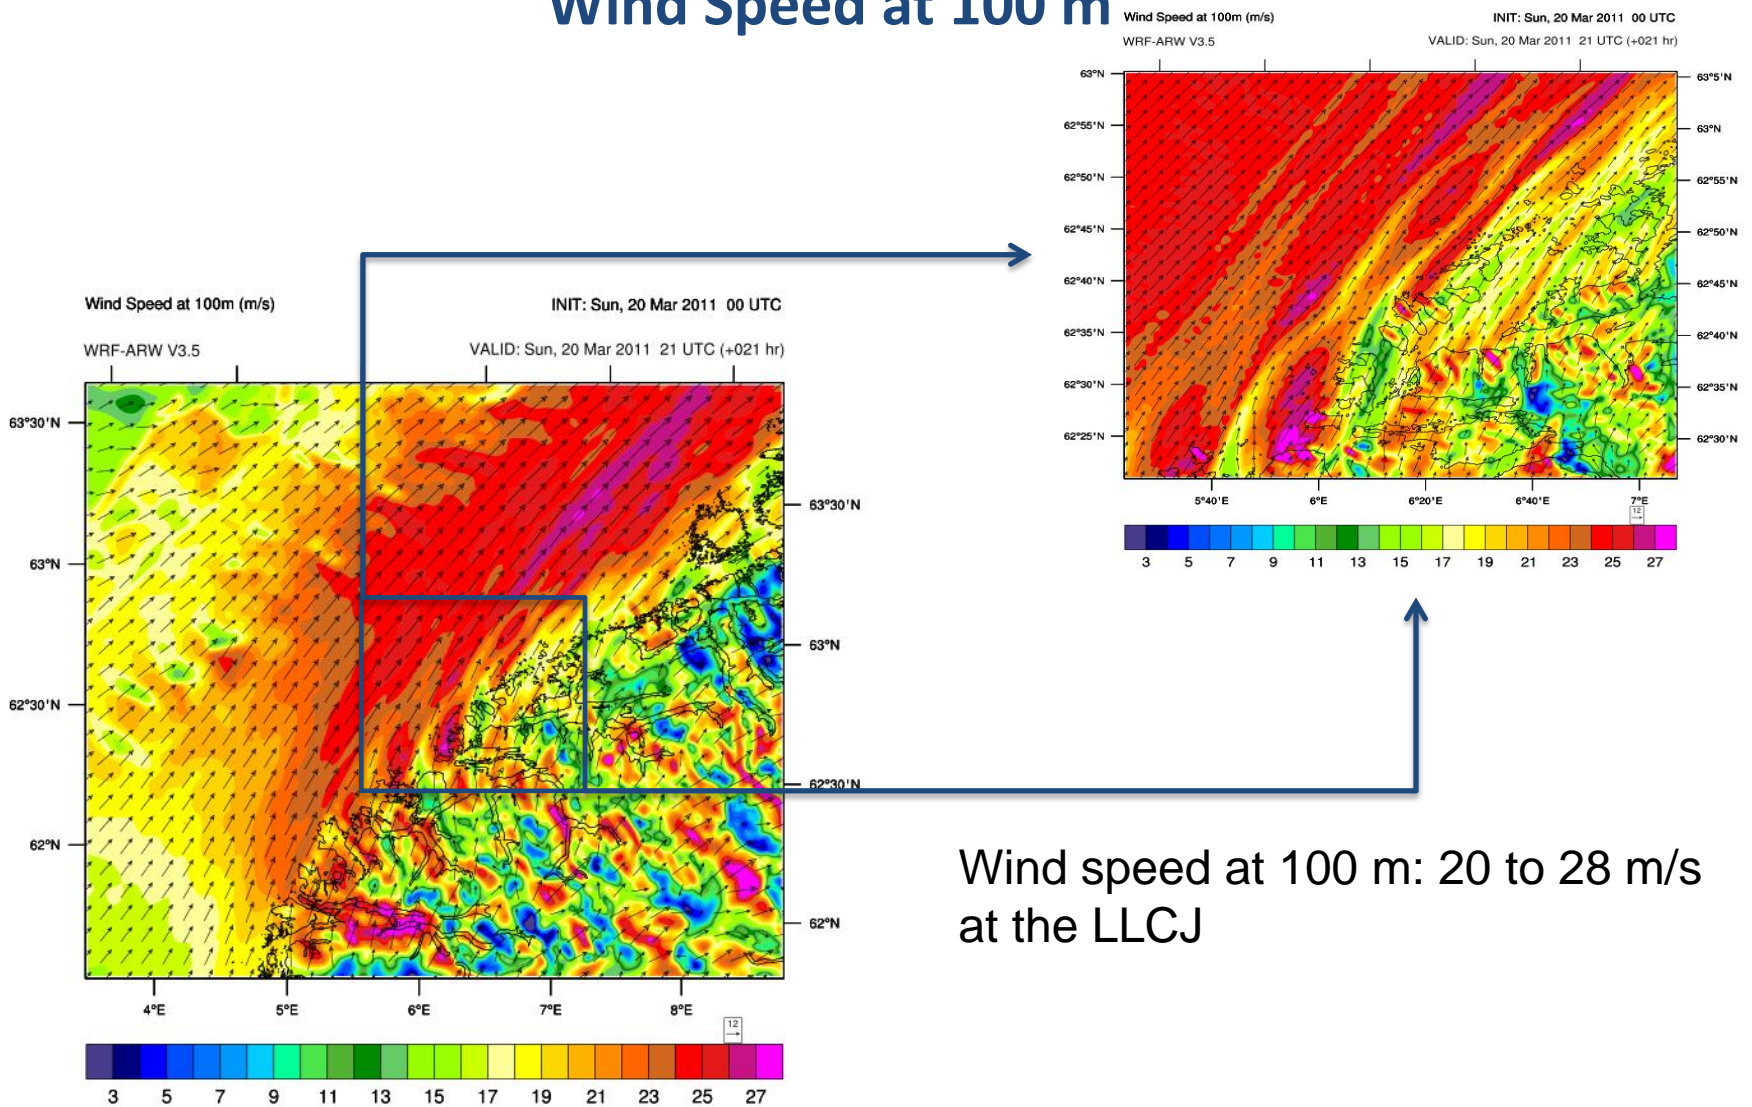 Wind Speed at 100 m
Wind Speed at 100m (m/s)
INIT: Sun, 20 Mar 2011 00 UTC
WRF-ARW V3.5
VALID: Sun, 20 Mar 2011 21 UTC (+021 hr)
63°N
62°55'N
62°50'N
62°45'N
62°40'N
62°35'N
62°30'N
62°25'N
63°5'N
63°N
62°55'N
62°50'N
62°45'N
62°40'N
62°35'N
62°30'N
5°40'E 6°E 6°20'E 6°40'E 7°E
12
3 5 7 9 11 13 15 17 19 21 23 25 27
Wind Speed at 100m (m/s)
INIT: Sun, 20 Mar 2011 00 UTC
WRF-ARW V3.5
VALID: Sun, 20 Mar 2011 21 UTC (+021 hr)
63°30'N
63°N
62°30'N
62°N
63°30'N
63°N
62°30'N
62°N
4°E 5°E 6°E 7°E 8°E
12
3 5 7 9 11 13 15 17 19 21 23 25 27
Wind speed at 100 m: 20 to 28 m/s
at the LLCJ